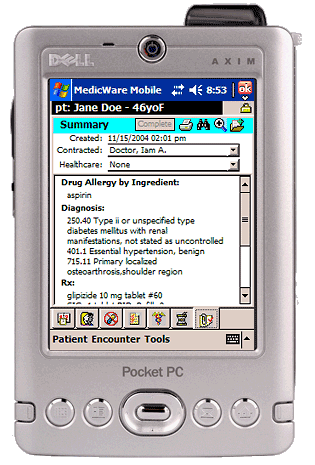 DELL
AXIM
MedicWare Mobile 8:53 ok
pt: Jane Doe - 46yoF
Summary Complete
Created: 11/15/2004 02:01 pm
Contracted: Doctor, Iam A.
Healthcare: None
Drug Allergy by Ingredient:
aspirin
Diagnosis:
250.40 Type ii or unspecified type
diabetes mellitus with renal
manifenstations, not stated as uncontrolled
401.1 Essential hypertension, benign
715.11 Primary localized
osteoarthrosis,shoulder region
Rx:
glipizide 10 mg tablet #60
Patient Encounter Tools
Pocket PC